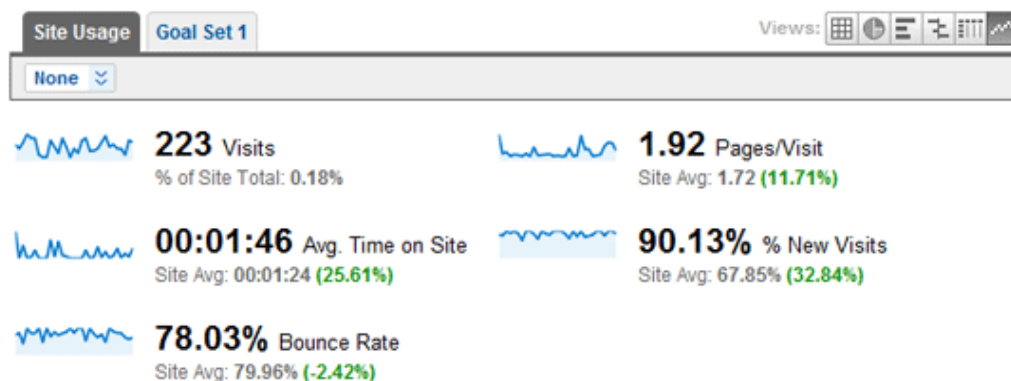 Site Usage Goal Set 1 Views:
None
223 Visits
% of Site Total: 0.18%
1.92 Pages/Visit
Site Avg: 1.72 (11.71%)
00:01:46 Avg. Time on Site
Site Avg: 00:01:24 (25.61%)
90.13% % New Visits
Site Avg: 67.85% (32.84%)
78.03% Bounce Rate
Site Avg: 79.96% (-2.42%)